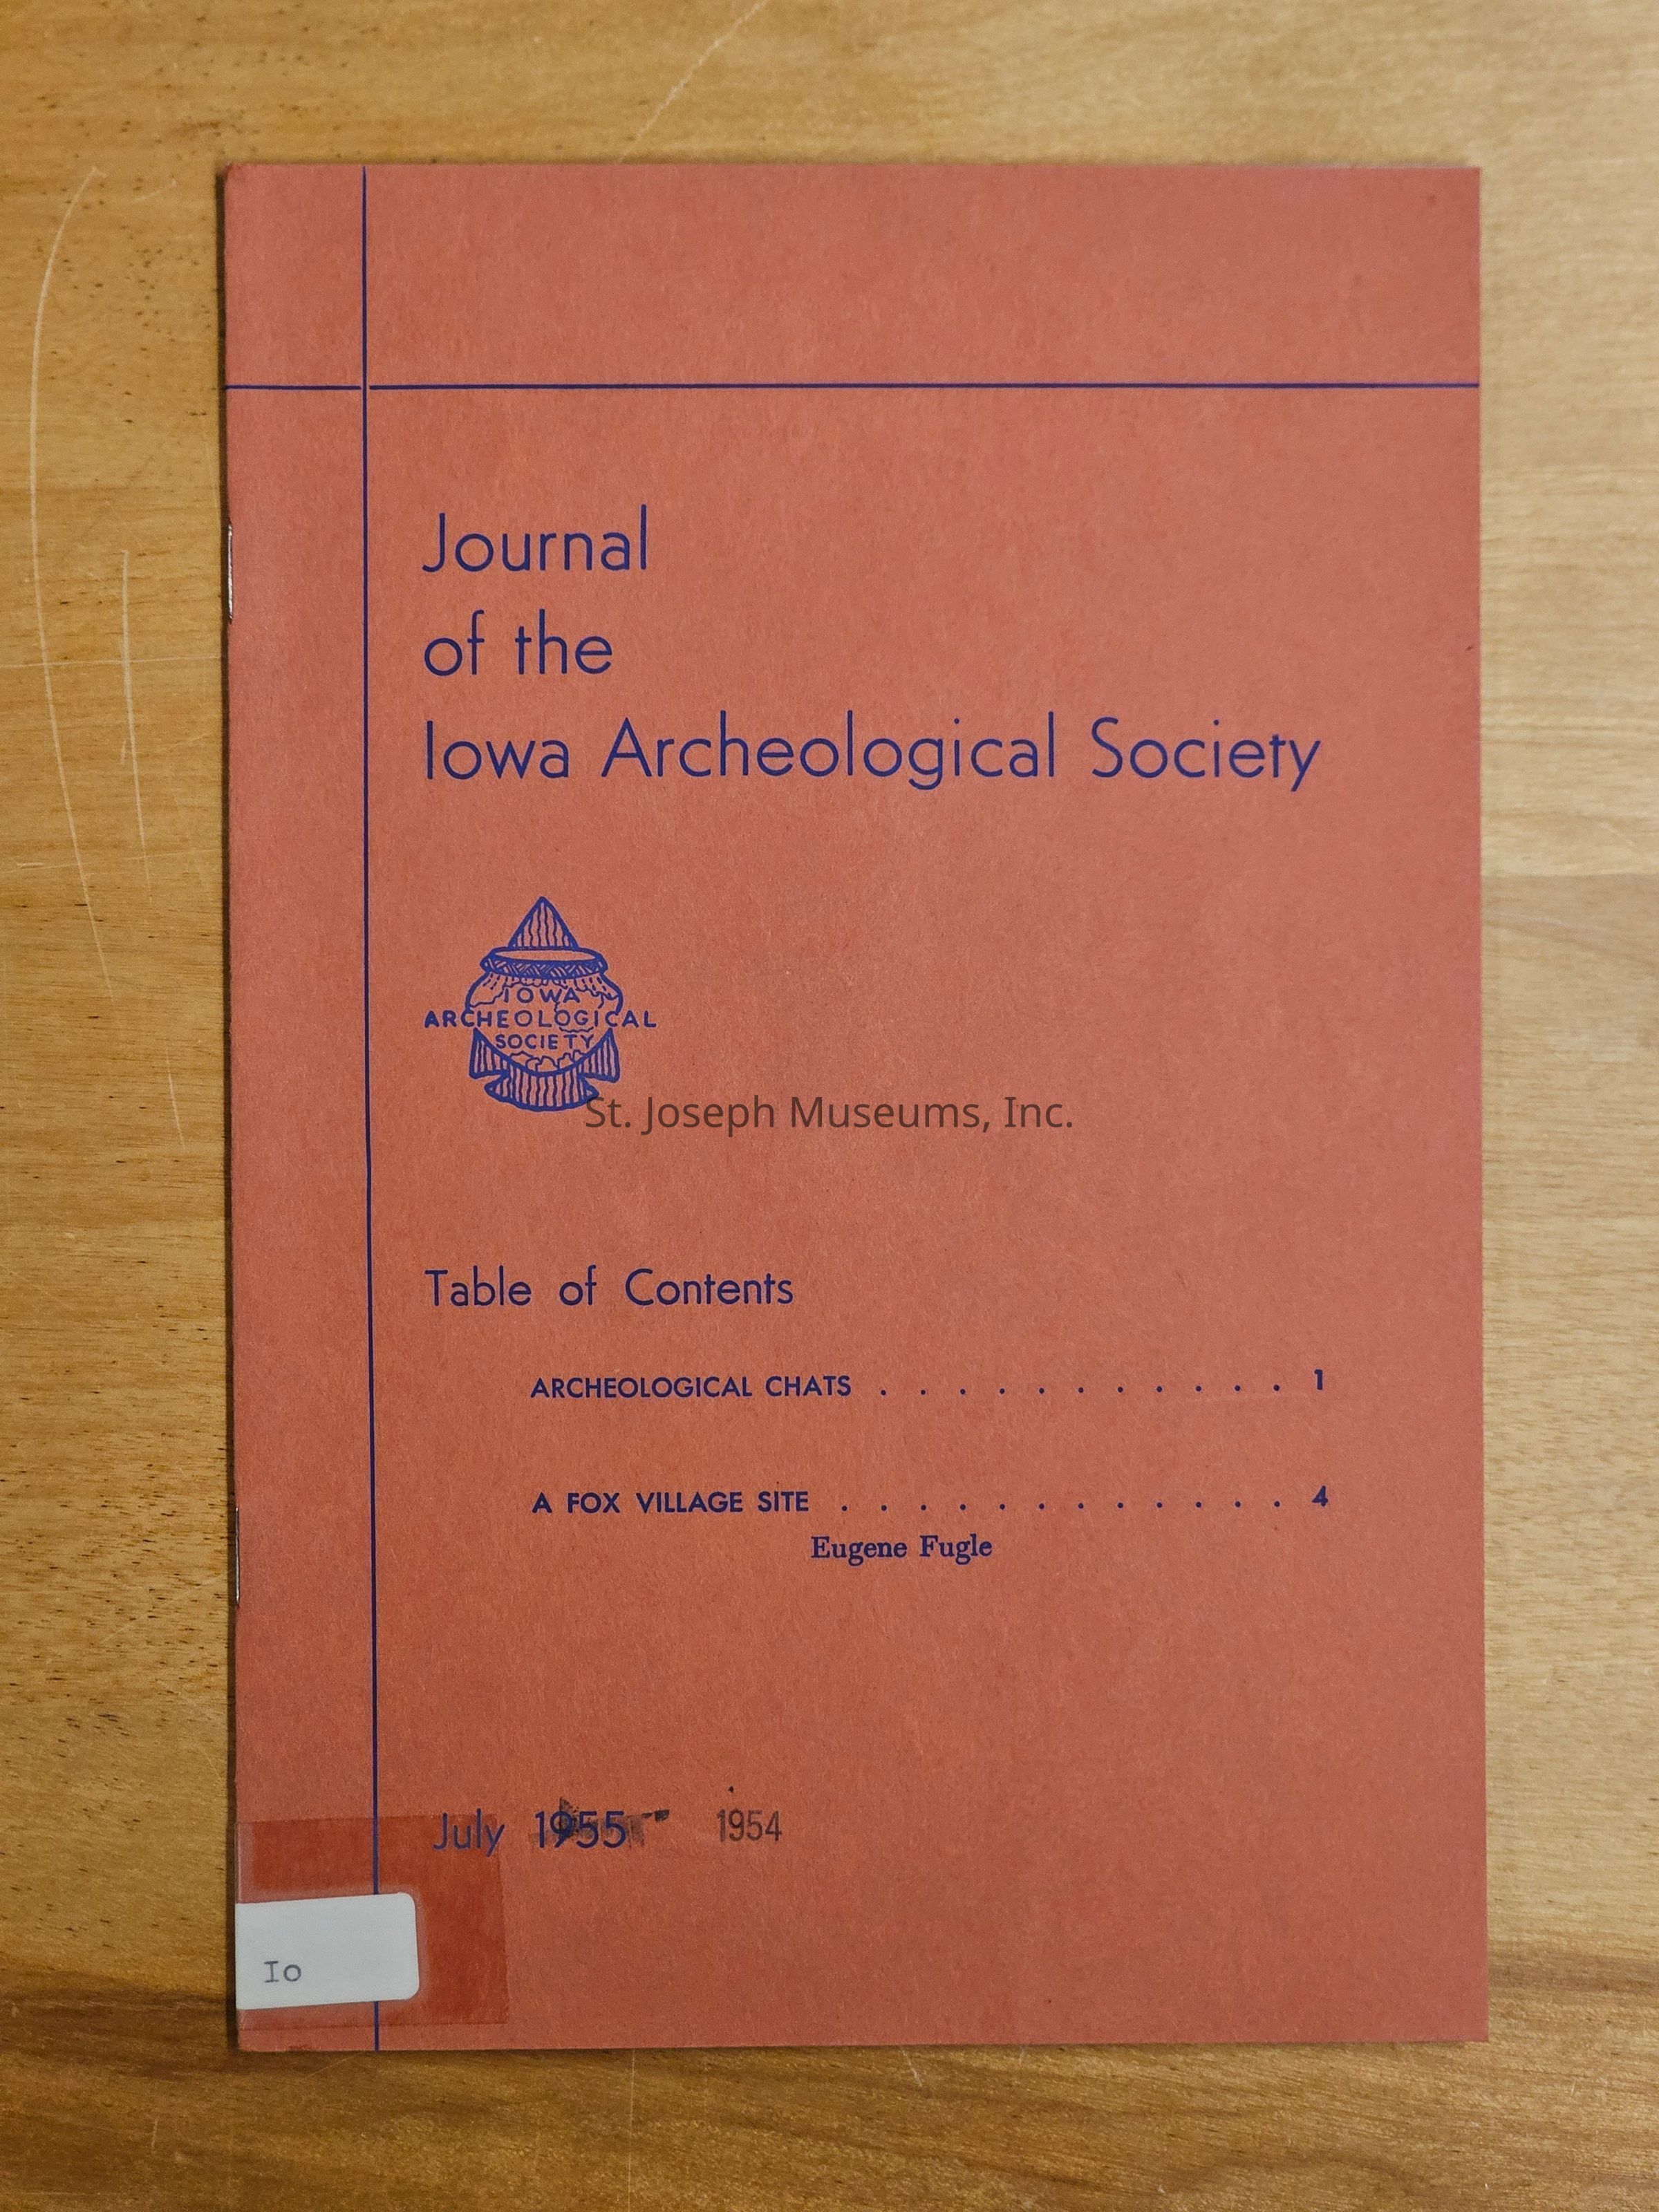 Journal
of the
Iowa Archeological Society
IOWA
ARCHEOLOGICAL
SOCIETY
St. Joseph Museums, Inc.
Table of Contents
ARCHEOLOGICAL CHATS . . . . . . . . . . . 1
A FOX VILLAGE SITE . . . . . . . . . . . . 4
Eugene Fugle
July 1955 1954
Io